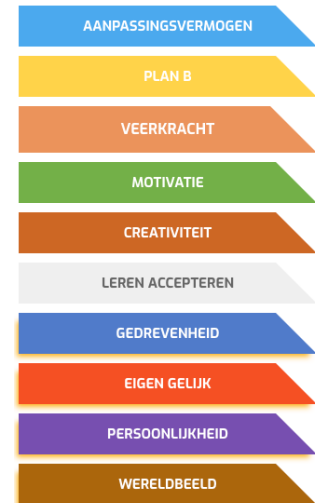 AANPASSINGSVERMOGEN
PLAN B
VEERKRACHT
MOTIVATIE
CREATIVITEIT
LEREN ACCEPTEREN
GEDREVENHEID
EIGEN GELIJK
PERSOONLIJKHEID
WERELDBEELD